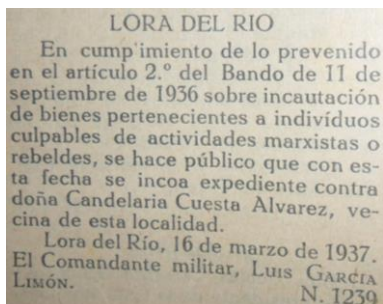 LORA DEL RIO
En cump'imiento de lo prevenido
en el artículo 2.º del Bando de 11 de
septiembre de 1936 sobre incautación
de bienes pertenecientes a indivíduos
culpables de actividades marxistas o
rebeldes, se hace público que con es-
ta fecha se incoa expediente contra
doña Candelaria Cuesta Alvarez, ve-
cina de esta localidad.
Lora del Río, 16 de marzo de 1937.
El Comandante militar, LUIS GARCÍA
LIMÓN.
N. 1239